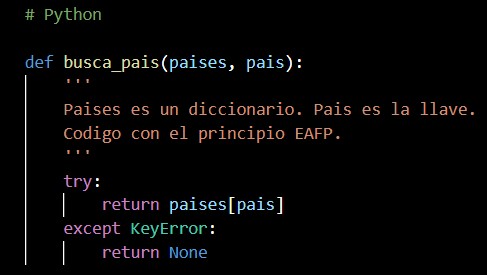 # Python
def busca_pais(paises, pais):
'''
Paises es un diccionario. Pais es la llave.
Codigo con el principio EAFP.
'''
try:
return paises[pais]
except KeyError:
return None